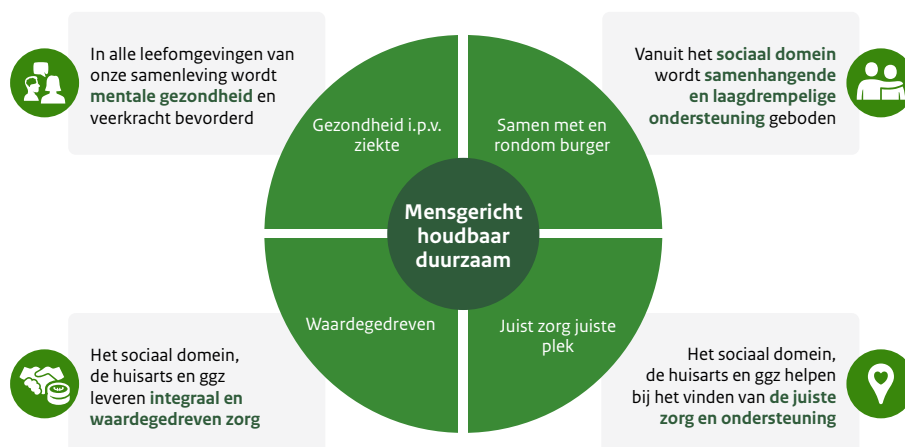 In alle leefomgevingen van
onze samenleving wordt
mentale gezondheid en
veerkracht bevorderd
Vanuit het sociaal domein
wordt samenhangende
en laagdrempelige
ondersteuning geboden
Gezondheid i.p.v.
ziekte
Samen met en
rondom burger
Mensgericht
houdbaar
duurzaam
Waardegedreven
Juist zorg juiste
plek
Het sociaal domein,
de huisarts en ggz
leveren integraal en
waardegedreven zorg
Het sociaal domein,
de huisarts en ggz helpen
bij het vinden van de juiste
zorg en ondersteuning